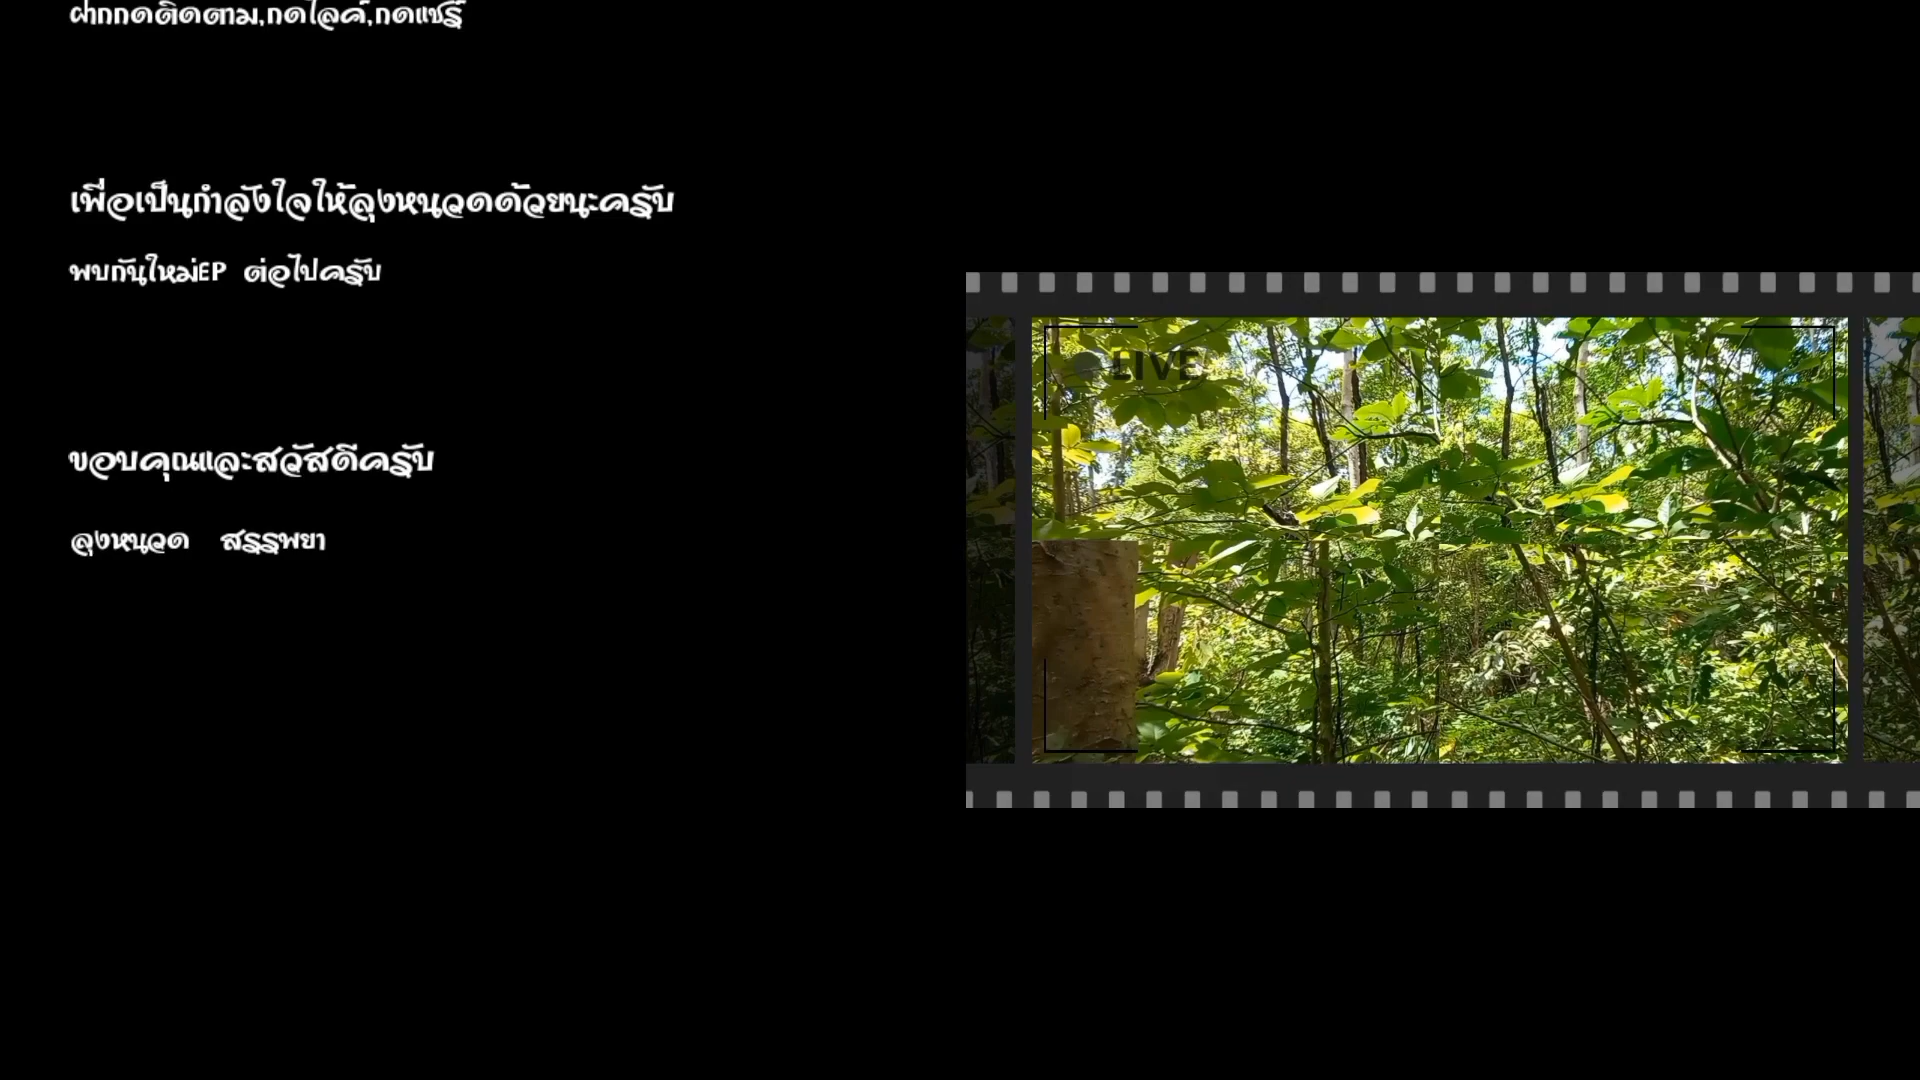 ฝากกดติดตาม,กดไลค์,กดแชร์
เพื่อเป็นกำลังใจให้ลุงหนวดด้วยนะครับ
พบกันใหม่EP ต่อไปครับ
ขอบคุณและสวัสดีครับ
ลุงหนวด สรรพยา
LIVE